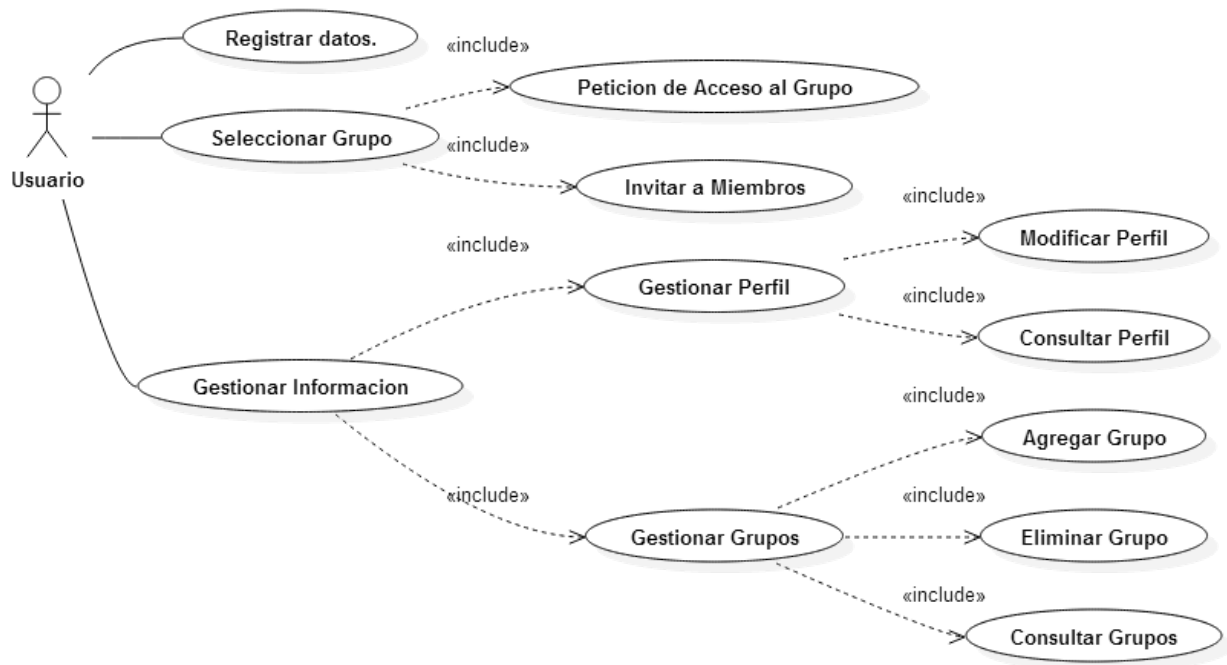 Registrar datos.
«include»
Peticion de Acceso al Grupo
Seleccionar Grupo
«include»
Usuario
Invitar a Miembros
«include»
Modificar Perfil
«include»
Gestionar Perfil
«include»
Consultar Perfil
Gestionar Informacion
«include»
Agregar Grupo
«include»
«include»
Gestionar Grupos
Eliminar Grupo
«include»
Consultar Grupos